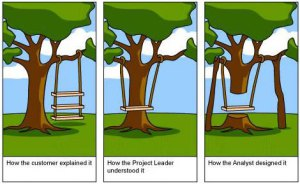 How the customer explained it
How the Project Leader
understood it
How the Analyst designed it